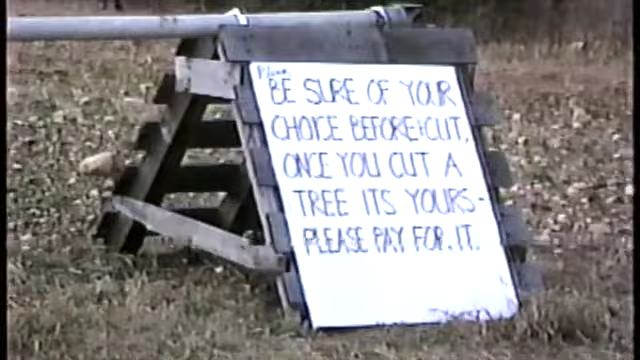 Please
BE SURE OF YOUR
CHOICE BEFORE CUT,
ONCE YOU CUT A
TREE ITS YOURS-
PLEASE PAY FOR. IT.